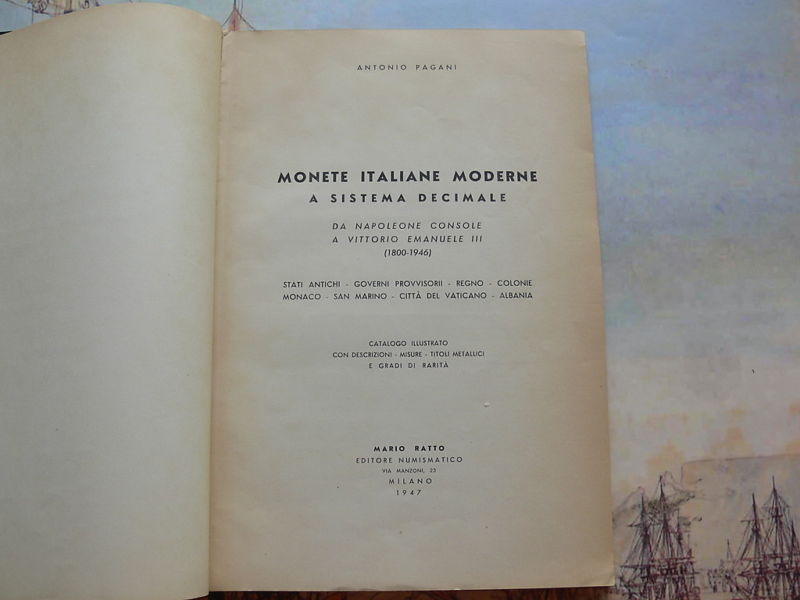 ANTONIO PAGANI
MONETE ITALIANE MODERNE
A SISTEMA DECIMALE
DA NAPOLEONE CONSOLE
A VITTORIO EMANUELE III
(1800-1946)
STATI ANTICHI - GOVERNI PROVVISORII - REGNO - COLONIE
MONACO - SAN MARINO - CITTÀ DEL VATICANO - ALBANIA
CATALOGO ILLUSTRATO
CON DESCRIZIONI - MISURE - TITOLI METALLICI
E GRADI DI RARITÀ
MARIO RATTO
EDITORE NUMISMATICO
VIA MANZONI, 23
MILANO
1947